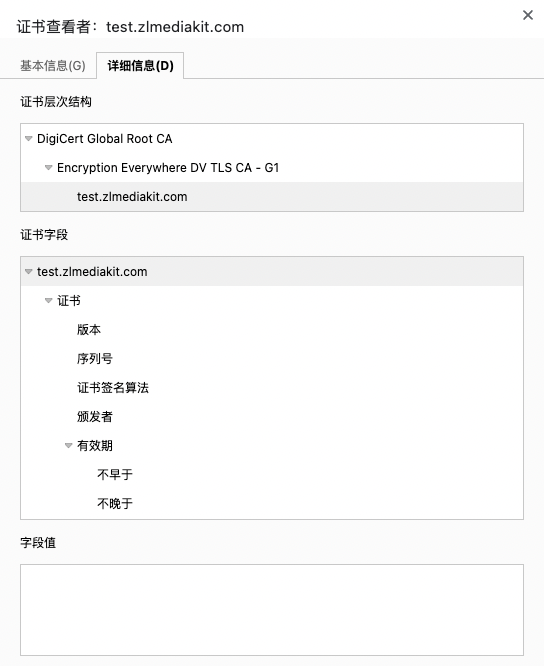 证书查看者：test.zlmediakit.com
基本信息(G) 详细信息(D)
证书层次结构
DigiCert Global Root CA
Encryption Everywhere DV TLS CA - G1
test.zlmediakit.com
证书字段
test.zlmediakit.com
证书
版本
序列号
证书签名算法
颁发者
有效期
不早于
不晚于
字段值